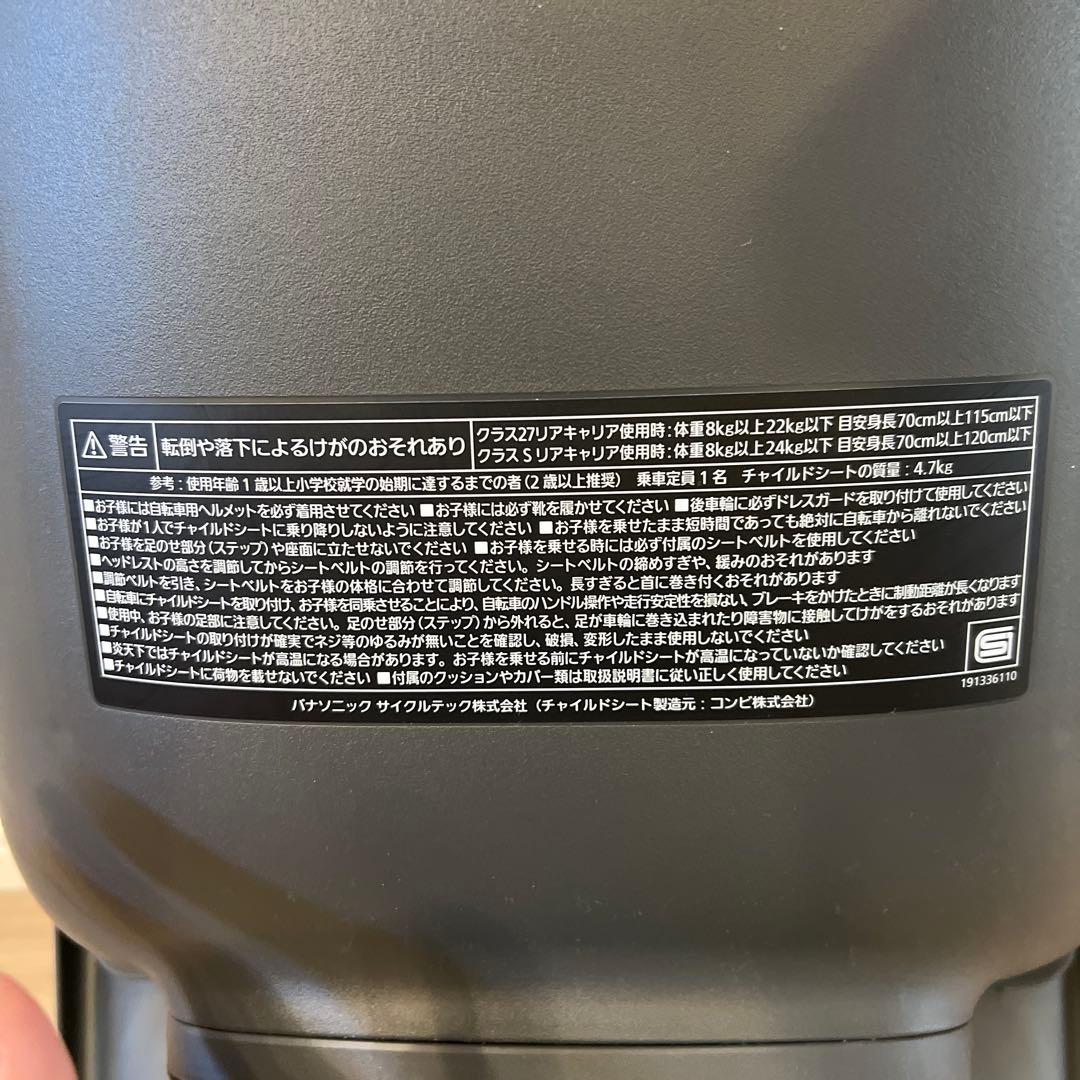 警告 転倒や落下によるけがのおそれあり
クラス27リアキャリア使用時：体重8kg以上22kg以下 目安身長70cm以上115cm以下
クラスSリアキャリア使用時：体重8kg以上24kg以下 目安身長70cm以上120cm以下
参考：使用年齢1歳以上小学校就学の始期に達するまでの者（2歳以上推奨） 乗車定員1名 チャイルドシートの質量：4.7kg
■お子様には自転車用ヘルメットを必ず着用させてください ■お子様には必ず靴を履かせてください ■後車輪に必ずドレスガードを取り付けて使用してください
■お子様が1人でチャイルドシートに乗り降りしないように注意してください ■お子様を乗せたまま短時間であっても絶対に自転車から離れないでください
■お子様を足のせ部分（ステップ）や座面に立たせないでください ■お子様を乗せる時には必ず付属のシートベルトを使用してください
■ヘッドレストの高さを調節してからシートベルトの調節を行ってください。シートベルトの締めすぎや、緩みのおそれがあります
■調節ベルトを引き、シートベルトをお子様の体格に合わせて調節してください。長すぎると首に巻き付くおそれがあります
■自転車にチャイルドシートを取り付け、お子様を同乗させることにより、自転車のハンドル操作や走行安定性を損ない、ブレーキをかけたときに制動距離が長くなります
■使用中、お子様の足部に注意してください。足のせ部分（ステップ）から外れると、足が車輪に巻き込まれたり障害物に接触してけがをするおそれがあります
■チャイルドシートの取り付けが確実でネジ等のゆるみが無いことを確認し、破損、変形したまま使用しないでください
■炎天下ではチャイルドシートが高温になる場合があります。お子様を乗せる前にチャイルドシートが高温になっていないか確認してください
■チャイルドシートに荷物を載せないでください ■付属のクッションやカバー類は取扱説明書に従い正しく使用してください
191336110
パナソニック サイクルテック株式会社（チャイルドシート製造元：コンビ株式会社）